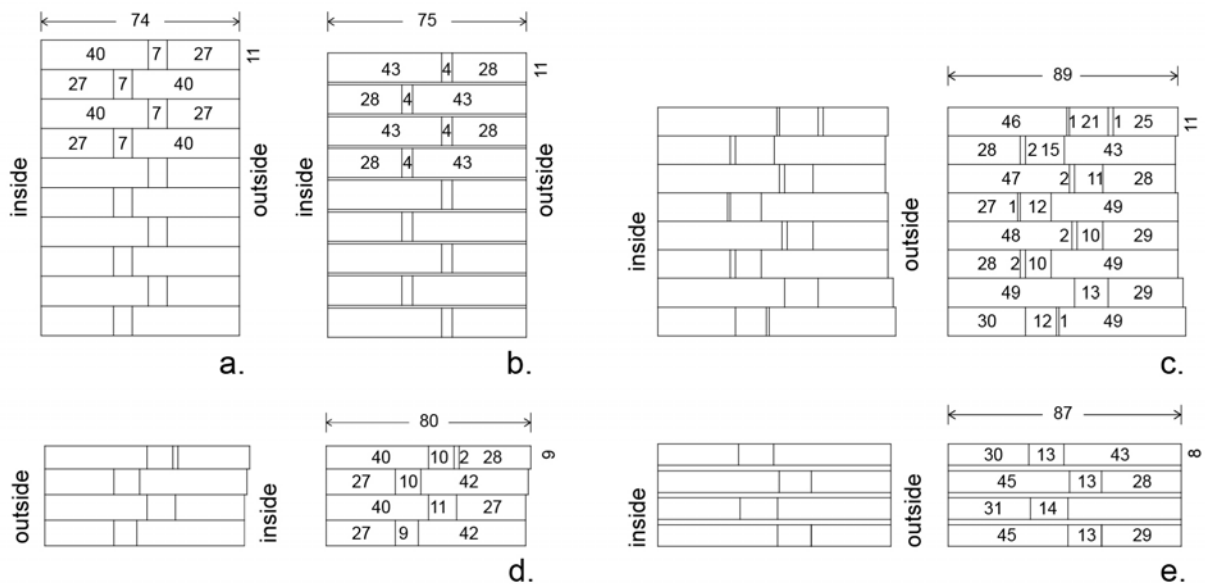 74
40 7 27 11
27 7 40
40 7 27
27 7 40
inside
outside
a.
75
43 4 28 11
28 4 43
43 4 28
28 4 43
inside
outside
b.
89
46 1 21 1 25 11
28 2 15 43
47 2 11 28
27 1 12 49
48 2 10 29
28 2 10 49
49 13 29
30 12 1 49
inside
outside
c.
80
40 10 2 28 9
27 10 42
40 11 27
27 9 42
outside
inside
d.
87
30 13 43 8
45 13 28
31 14
45 13 29
inside
outside
e.